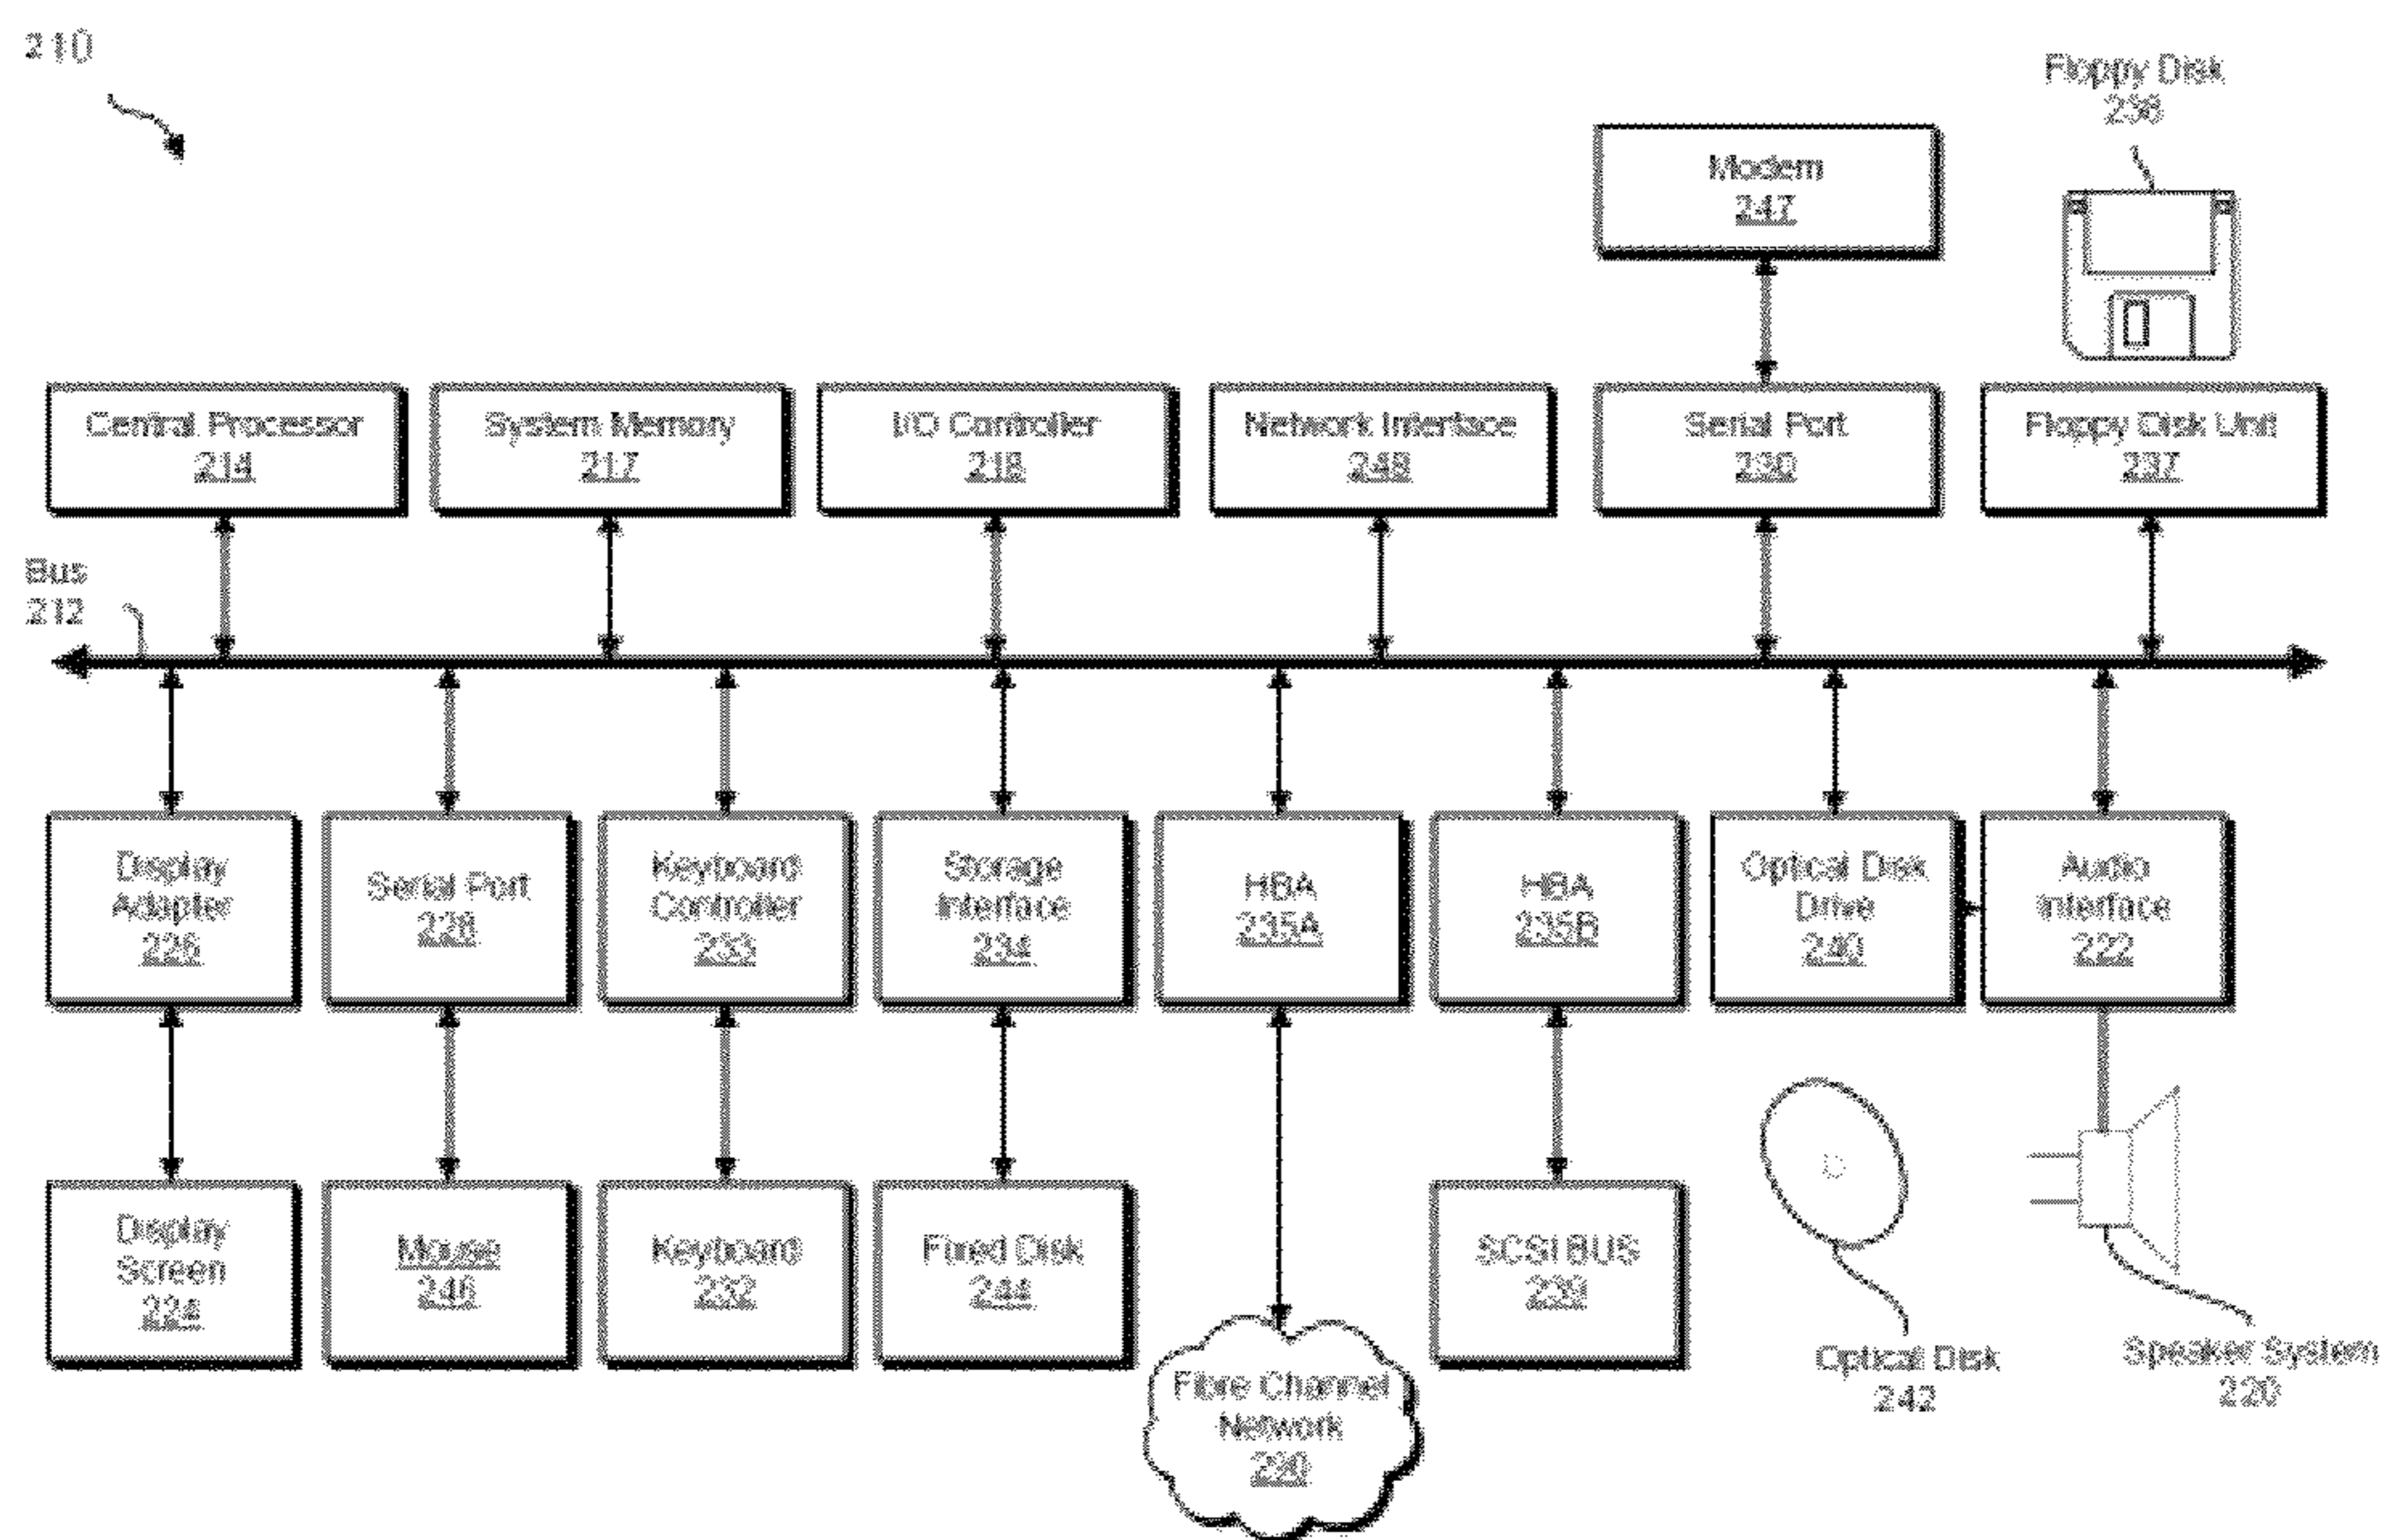 210
Floppy Disk
238
Modem
247
Central Processor
214
System Memory
217
I/O Controller
218
Network Interface
248
Serial Port
230
Floppy Disk Unit
237
Bus
212
Display
Adapter
226
Serial Port
228
Keyboard
Controller
233
Storage
Interface
234
HBA
235A
HBA
235B
Optical Disk
Drive
240
Audio
Interface
222
Display
Screen
224
Mouse
246
Keyboard
232
Fixed Disk
244
SCSI BUS
239
Fibre Channel
Network
290
Optical Disk
242
Speaker System
220